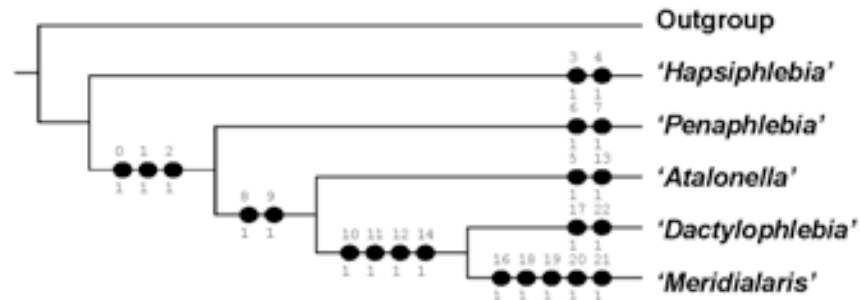 Outgroup
3 4
'Hapsiphlebia'
1 1
6 7
'Penaphlebia'
1 1
0 1 2
1 1 1
5 13
'Atalonella'
1 1
8 9
1 1
17 22
'Dactylophlebia'
1 1
10 11 12 14
1 1 1 1
16 18 19 20 21
'Meridialaris'
1 1 1 1 1